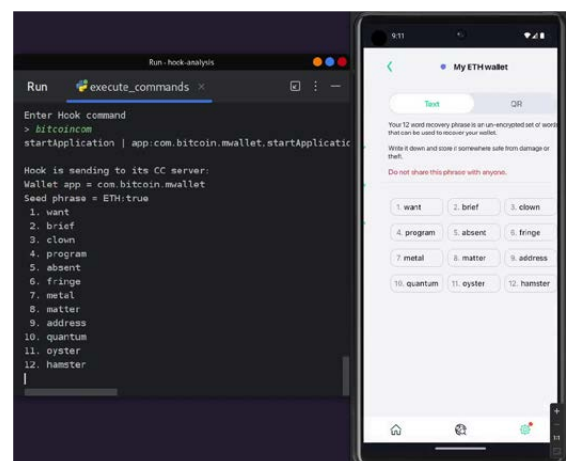 Run - hook-analysis
Run execute_commands ×
Enter Hook command
> bitcoincom
startApplication | app:com.bitcoin.mwallet,startApplicatic
Hook is sending to its CC server:
Wallet app = com.bitcoin.mwallet
Seed phrase = ETH:true
1. want
2. brief
3. clown
4. program
5. absent
6. fringe
7. metal
8. matter
9. address
10. quantum
11. oyster
12. hamster
9:11
My ETH wallet
Text QR
Your 12 word recovery phrase is an un-encrypted set of words
that can be used to recover your wallet.
Write it down and store it somewhere safe from damage or
theft.
Do not share this phrase with anyone.
1. want 2. brief 3. clown
4. program 5. absent 6. fringe
7. metal 8. matter 9. address
10. quantum 11. oyster 12. hamster
1:1